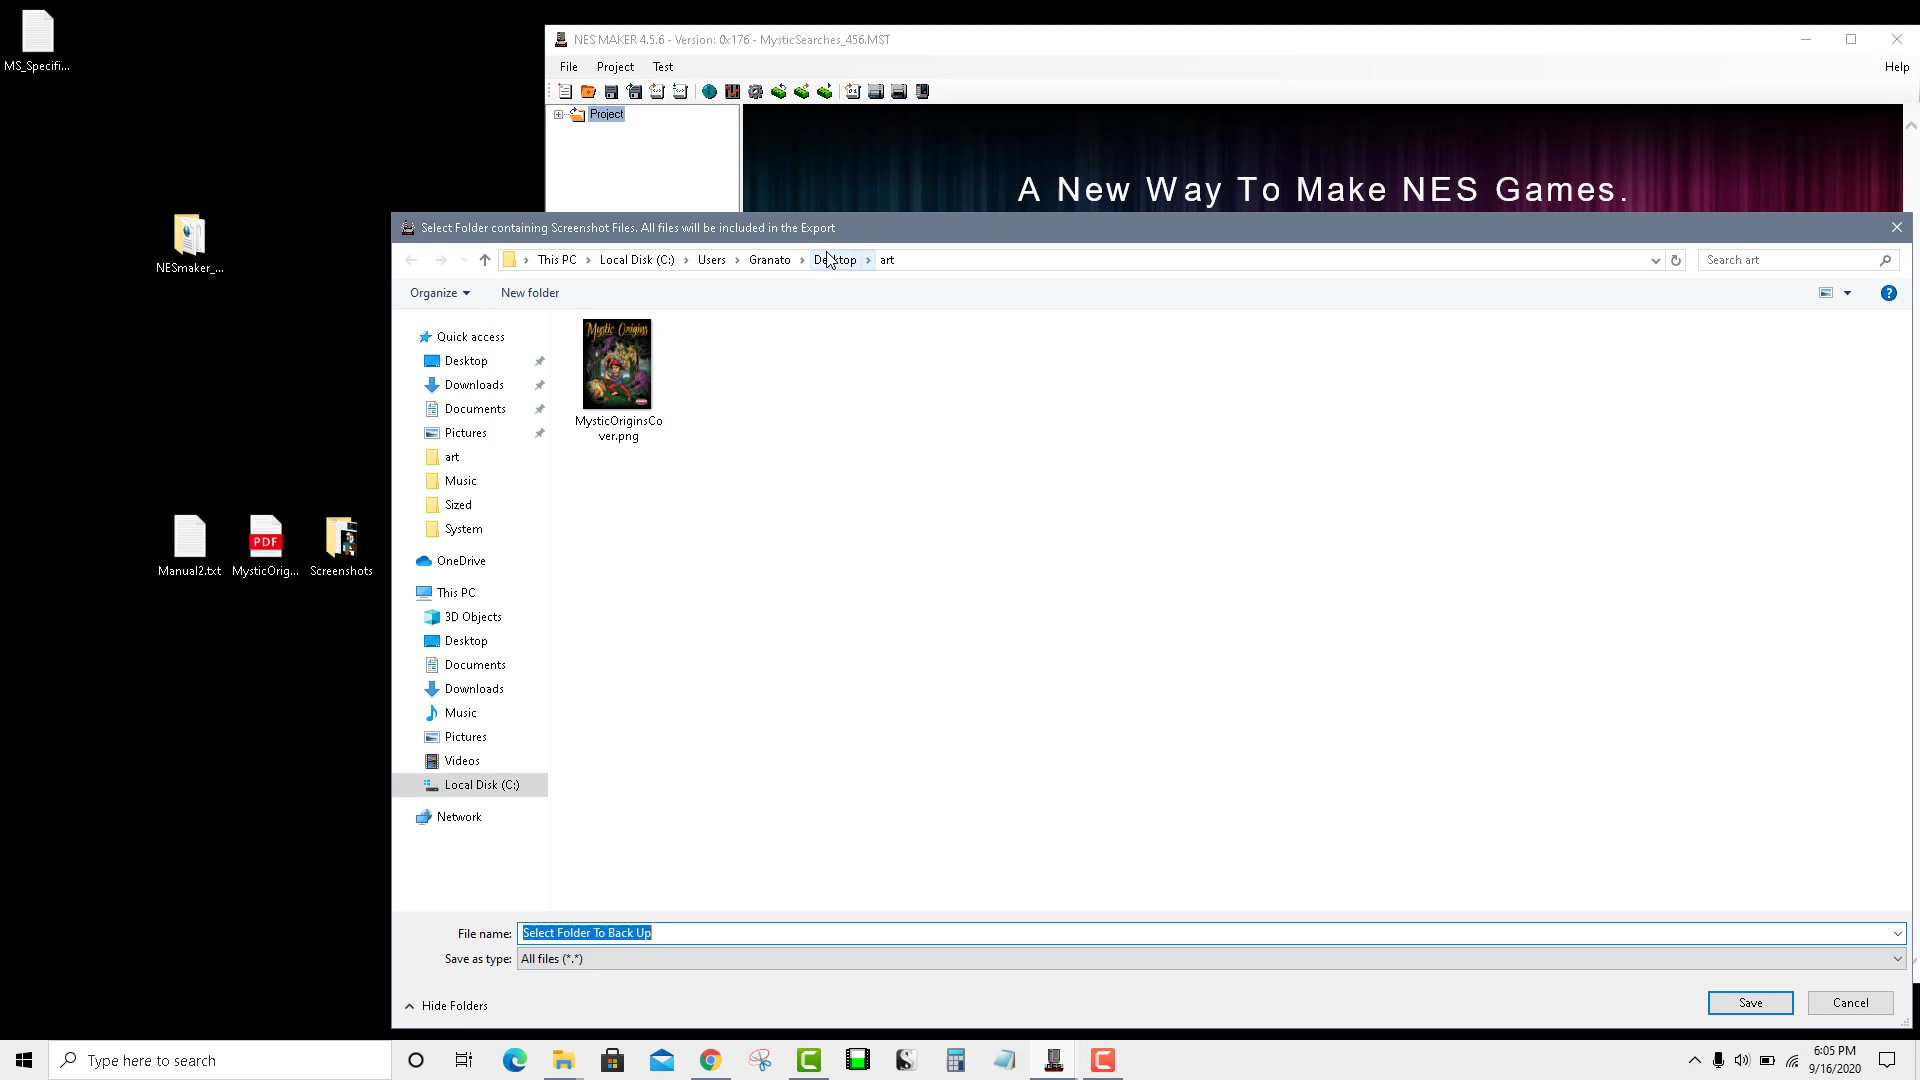 MS_Specifi...
NESmaker_...
Manual2.txt
MysticOrig...
Screenshots
NES MAKER 4.5.6 - Version: 0x176 - MysticSearches_456.MST
File Project Test Help
Project
A New Way To Make NES Games.
Select Folder containing Screenshot Files. All files will be included in the Export
This PC > Local Disk (C:) > Users > Granato > Desktop > art
Search art
Organize New folder
Quick access
Desktop
Downloads
Documents
Pictures
art
Music
Sized
System
OneDrive
This PC
3D Objects
Desktop
Documents
Downloads
Music
Pictures
Videos
Local Disk (C:)
Network
Mystic Origins
MysticOriginsCo
ver.png
File name: Select Folder To Back Up
Save as type: All files (*.*)
Hide Folders
Save Cancel
Type here to search
6:05 PM
9/16/2020